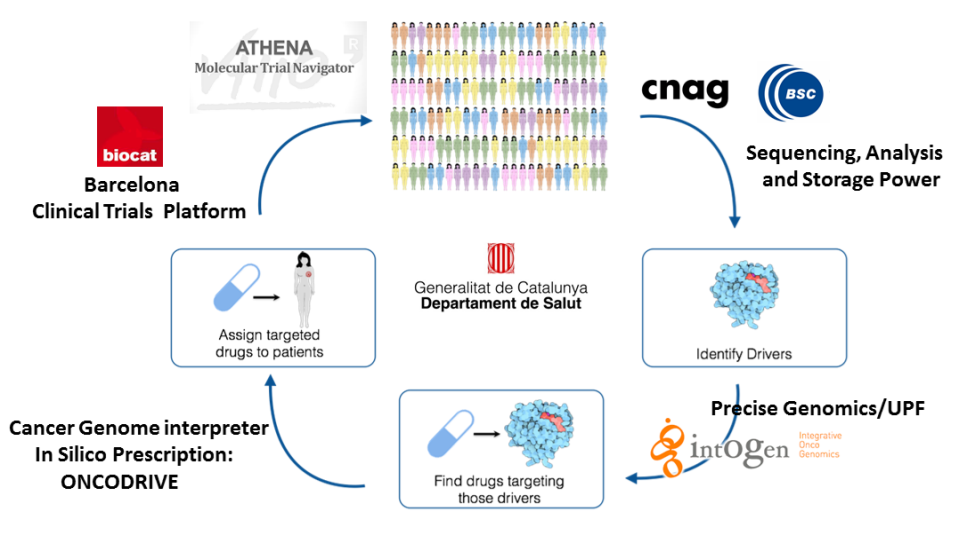 ATHENA
Molecular Trial Navigator
R
cnag
BSC
biocat
Sequencing, Analysis
and Storage Power
Barcelona
Clinical Trials Platform
Generalitat de Catalunya
Departament de Salut
Assign targeted
drugs to patients
Identify Drivers
Precise Genomics/UPF
intOgen
Integrative
Onco
Genomics
Cancer Genome interpreter
In Silico Prescription:
ONCODRIVE
Find drugs targeting
those drivers